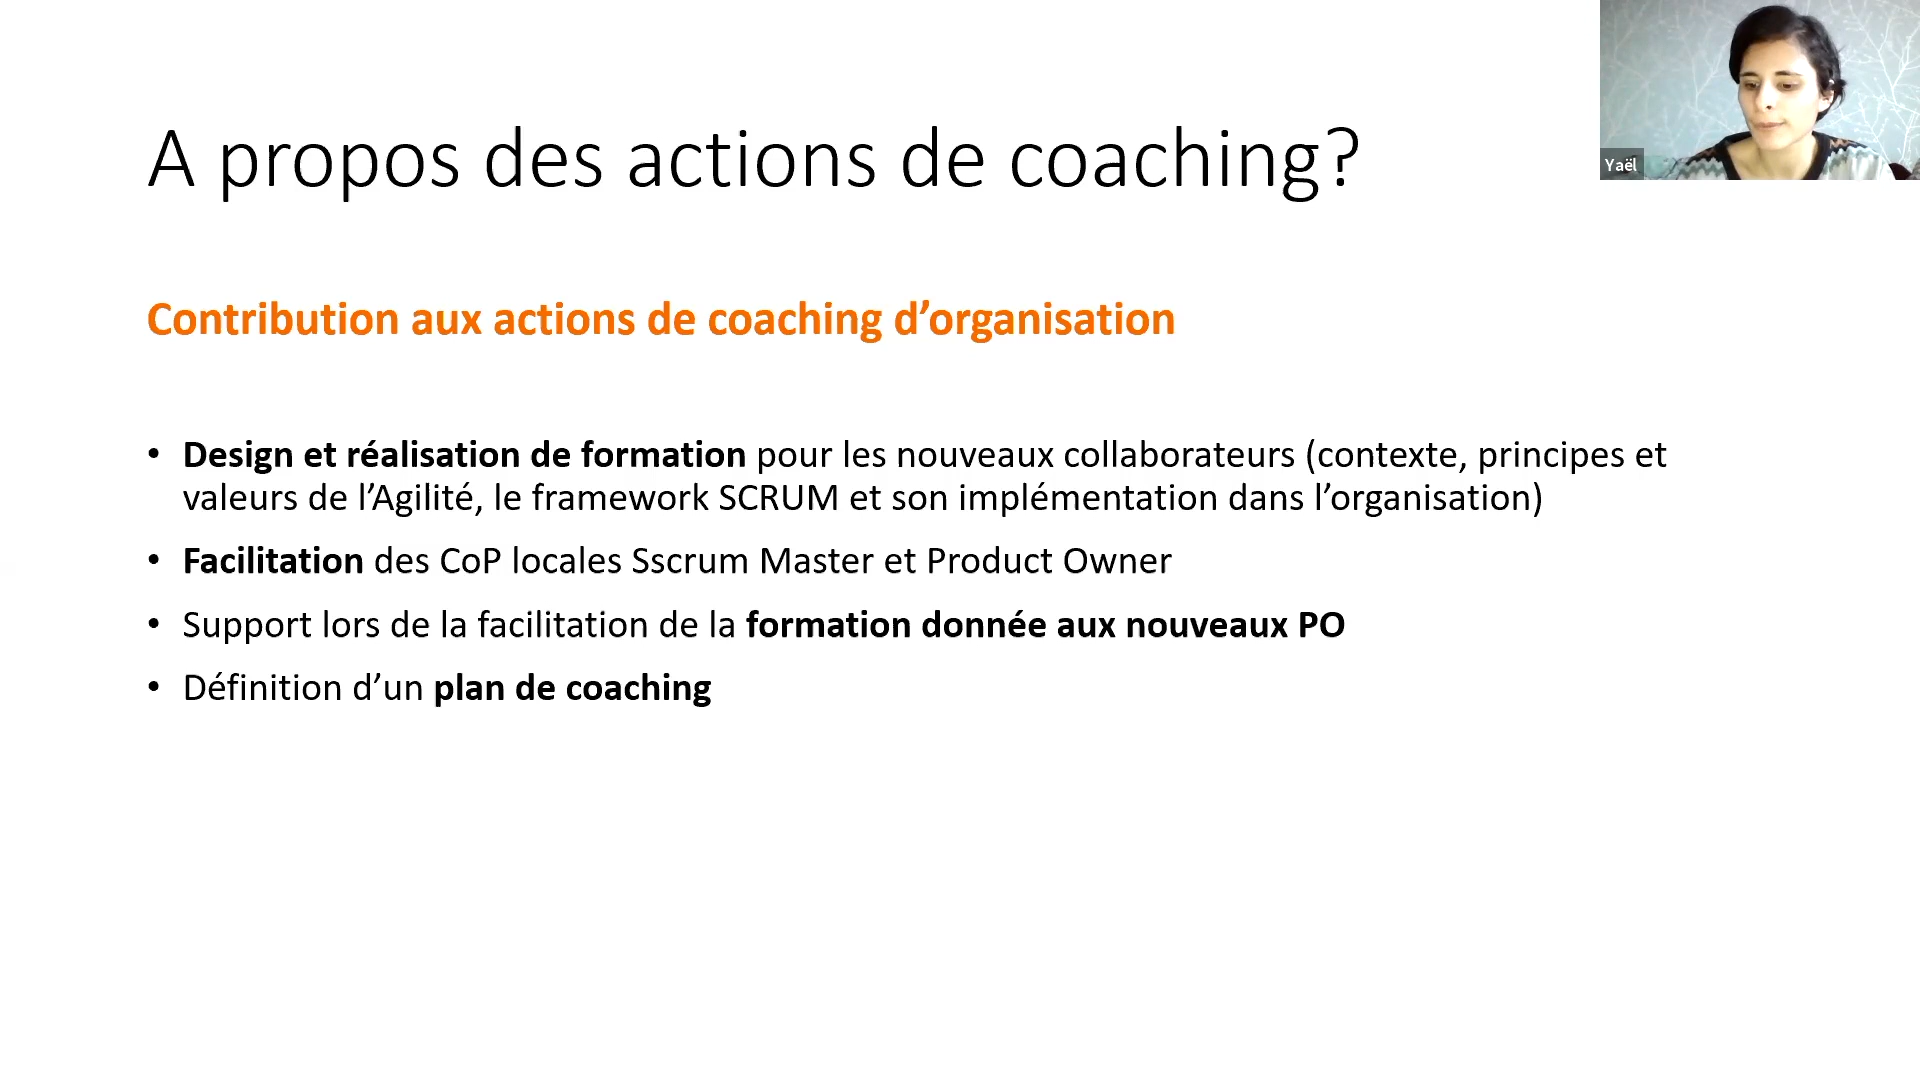 A propos des actions de coaching?
Yaël
Contribution aux actions de coaching d’organisation
• Design et réalisation de formation pour les nouveaux collaborateurs (contexte, principes et
valeurs de l’Agilité, le framework SCRUM et son implémentation dans l’organisation)
• Facilitation des CoP locales Sscrum Master et Product Owner
• Support lors de la facilitation de la formation donnée aux nouveaux PO
• Définition d’un plan de coaching